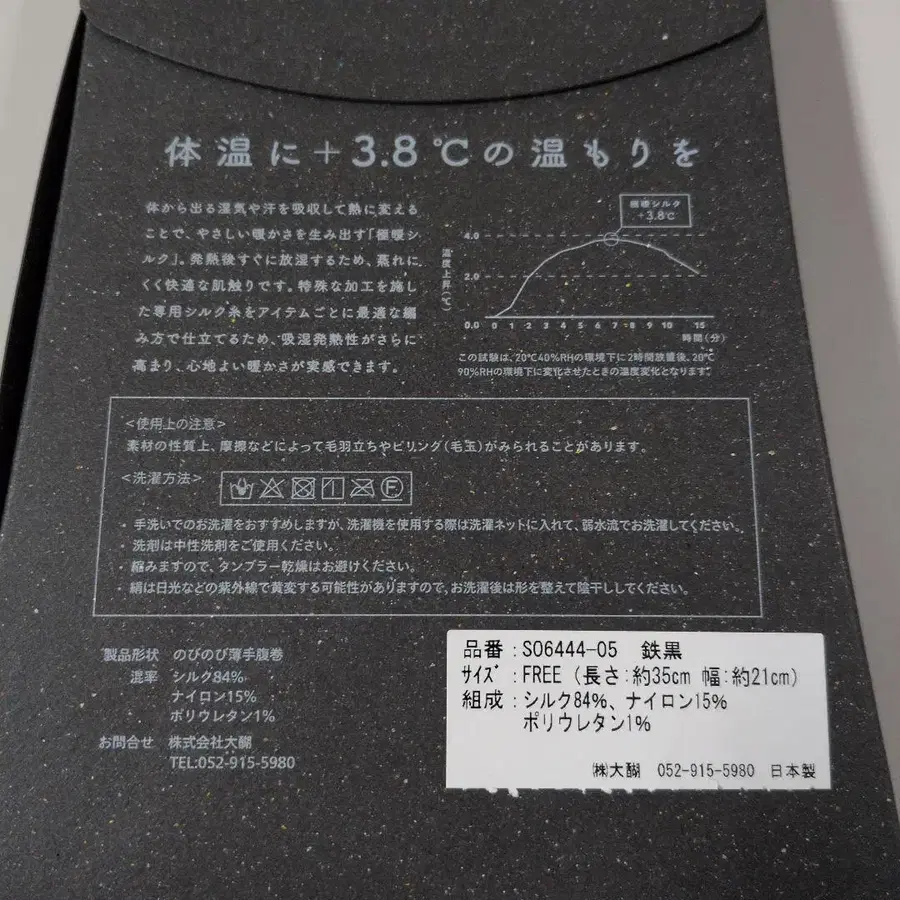 体温に+3.8℃の温もりを
体から出る湿気や汗を吸収して熱に変える
ことで、やさしい暖かさを生み出す「極暖シ
ルク」。発熱後すぐに放湿するため、蒸れに
くく快適な肌触りです。特殊な加工を施し
た専用シルク糸をアイテムごとに最適な編
み方で仕立てるため、吸湿発熱性がさらに
高まり、心地よい暖かさが実感できます。
極暖シルク
+3.8℃
温度上昇(℃)
4.0
2.0
0.0
0 1 2 3 4 5 6 7 8 9 10 15
時間(分)
この試験は、20℃40%RHの環境下に2時間放置後、20℃
90%RHの環境下に変化させたときの温度変化となります。
<使用上の注意>
素材の性質上、摩擦などによって毛羽立ちやピリング(毛玉)がみられることがあります。
<洗濯方法>
F
・手洗いでのお洗濯をおすすめしますが、洗濯機を使用する際は洗濯ネットに入れて、弱水流でお洗濯してください。
・洗剤は中性洗剤をご使用ください。
・縮みますので、タンブラー乾燥はお避けください。
・絹は日光などの紫外線で黄変する可能性がありますので、お洗濯後は形を整えて陰干ししてください。
製品形状 のびのび薄手腹巻
混率 シルク84%
ナイロン15%
ポリウレタン1%
お問合せ 株式会社大醐
TEL:052-915-5980
品番:S06444-05 鉄黒
サイズ:FREE (長さ:約35cm 幅:約21cm)
組成:シルク84%、ナイロン15%
ポリウレタン1%
㈱大醐 052-915-5980 日本製